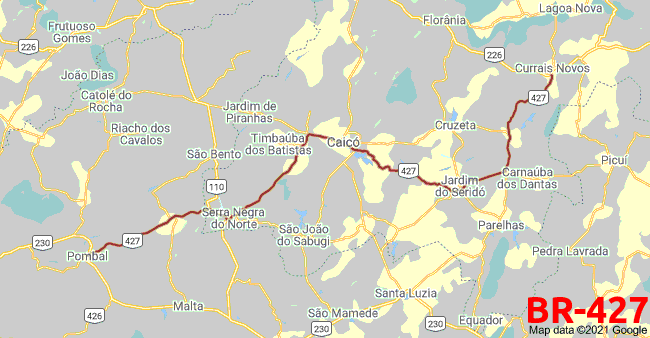 Lagoa Nova
Florânia
Frutuoso
Gomes
226
226
Currais Novos
João Dias
427
Catolé do
Rocha
Jardim de
Piranhas
Cruzeta
Riacho dos
Cavalos
Timbaúba
dos Batistas
Caicó
São Bento
Picuí
427
Carnaúba
dos Dantas
Jardim
do Seridó
110
Serra Negra
do Norte
Parelhas
São João
do Sabugi
230
427
Pombal
Pedra Lavrada
Santa Luzia
Malta
426
São Mamede
230
Equador
230
BR-427
Map data ©2021 Google